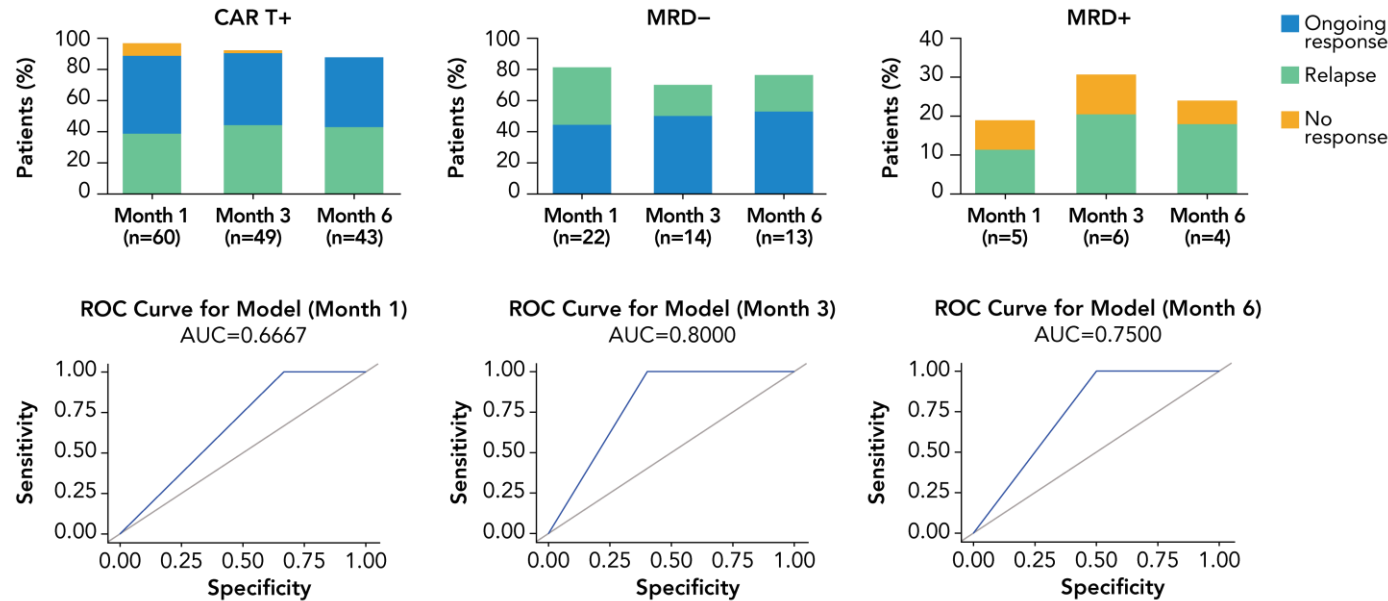 CAR T+
100
80
60
40
20
0
Patients (%)
Month 1
(n=60)
Month 3
(n=49)
Month 6
(n=43)
MRD−
100
80
60
40
20
0
Patients (%)
Month 1
(n=22)
Month 3
(n=14)
Month 6
(n=13)
MRD+
40
30
20
10
0
Patients (%)
Month 1
(n=5)
Month 3
(n=6)
Month 6
(n=4)
Ongoing
response
Relapse
No
response
ROC Curve for Model (Month 1)
AUC=0.6667
1.00
0.75
0.50
0.25
0.00
Sensitivity
0.00 0.25 0.50 0.75 1.00
Specificity
ROC Curve for Model (Month 3)
AUC=0.8000
1.00
0.75
0.50
0.25
0.00
Sensitivity
0.00 0.25 0.50 0.75 1.00
Specificity
ROC Curve for Model (Month 6)
AUC=0.7500
1.00
0.75
0.50
0.25
0.00
Sensitivity
0.00 0.25 0.50 0.75 1.00
Specificity